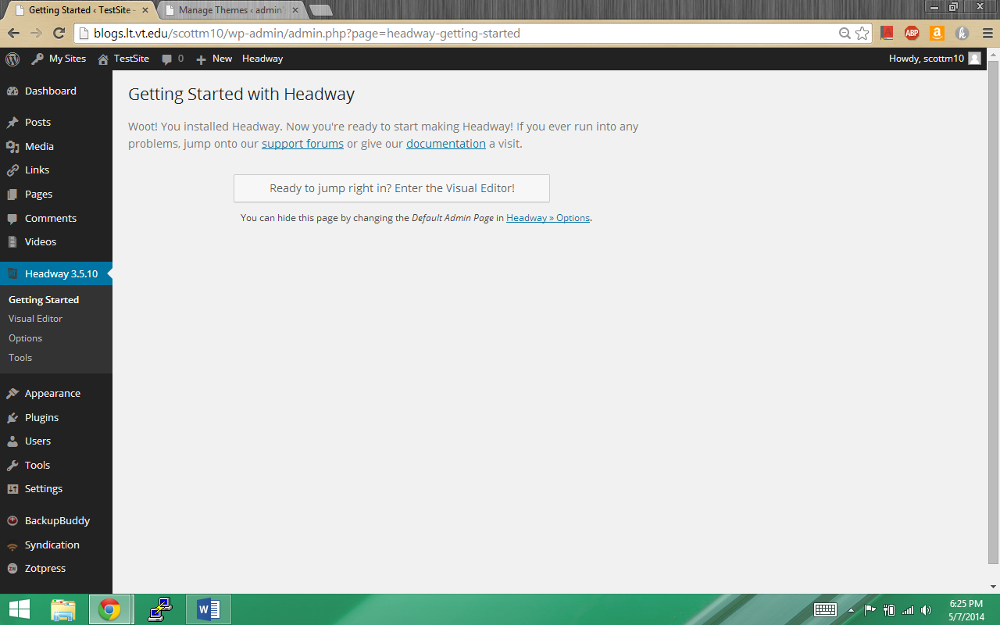 Getting Started ‹ TestSite -
Manage Themes ‹ admin'
blogs.lt.vt.edu/scottm10/wp-admin/admin.php?page=headway-getting-started
ABP
a
h
My Sites
TestSite
0
New
Headway
Howdy, scottm10
Dashboard
Posts
Media
Links
Pages
Comments
Videos
Headway 3.5.10
Getting Started
Visual Editor
Options
Tools
Appearance
Plugins
Users
Tools
Settings
BackupBuddy
Syndication
ZW Zotpress
Getting Started with Headway
Woot! You installed Headway. Now you're ready to start making Headway! If you ever run into any
problems, jump onto our support forums or give our documentation a visit.
Ready to jump right in? Enter the Visual Editor!
You can hide this page by changing the Default Admin Page in Headway » Options.
W
6:25 PM
5/7/2014